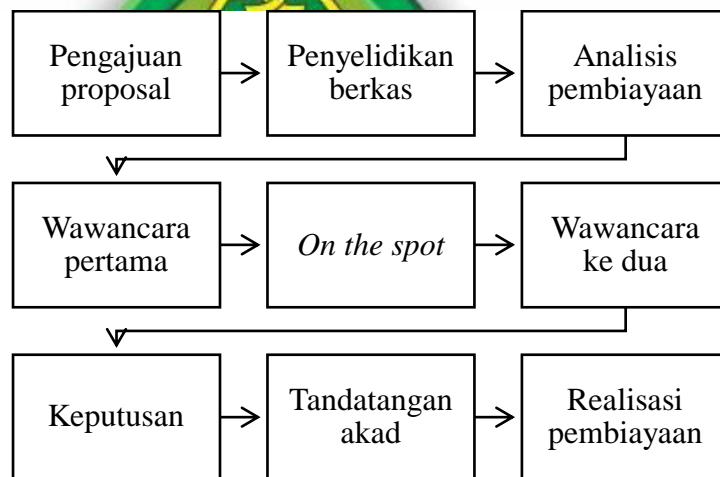 Pengajuan
proposal
Penyelidikan
berkas
Analisis
pembiayaan
Wawancara
pertama
On the spot
Wawancara
ke dua
Keputusan
Tandatangan
akad
Realisasi
pembiayaan